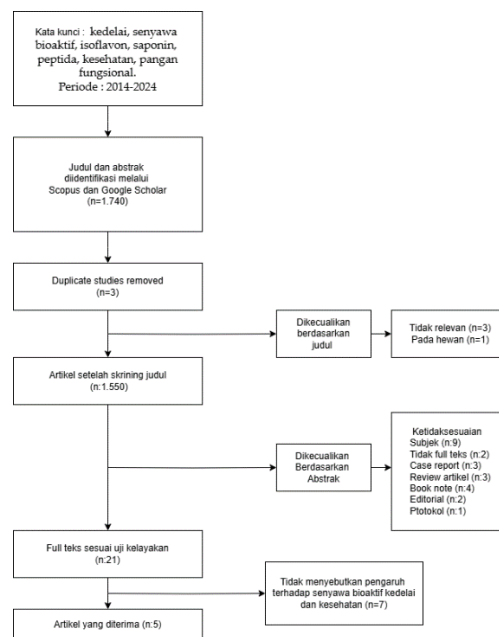 Kata kunci : kedelai, senyawa
bioaktif, isoflavon, saponin,
peptida, kesehatan, pangan
fungsional.
Periode : 2014-2024
Judul dan abstrak
diidentifikasi melalui
Scopus dan Google Scholar
(n=1.740)
Duplicate studies removed
(n=3)
Dikecualikan
berdasarkan
judul
Tidak relevan (n=3)
Pada hewan (n=1)
Artikel setelah skrining judul
(n:1.550)
Dikecualikan
Berdasarkan
Abstrak
Ketidaksesuaian
Subjek (n:9)
Tidak full teks (n:2)
Case report (n:3)
Review artikel (n:3)
Book note (n:4)
Editorial (n:2)
Ptotokol (n:1)
Full teks sesuai uji kelayakan
(n:21)
Tidak menyebutkan pengaruh
terhadap senyawa bioaktif kedelai
dan kesehatan (n=7)
Artikel yang diterima (n:5)